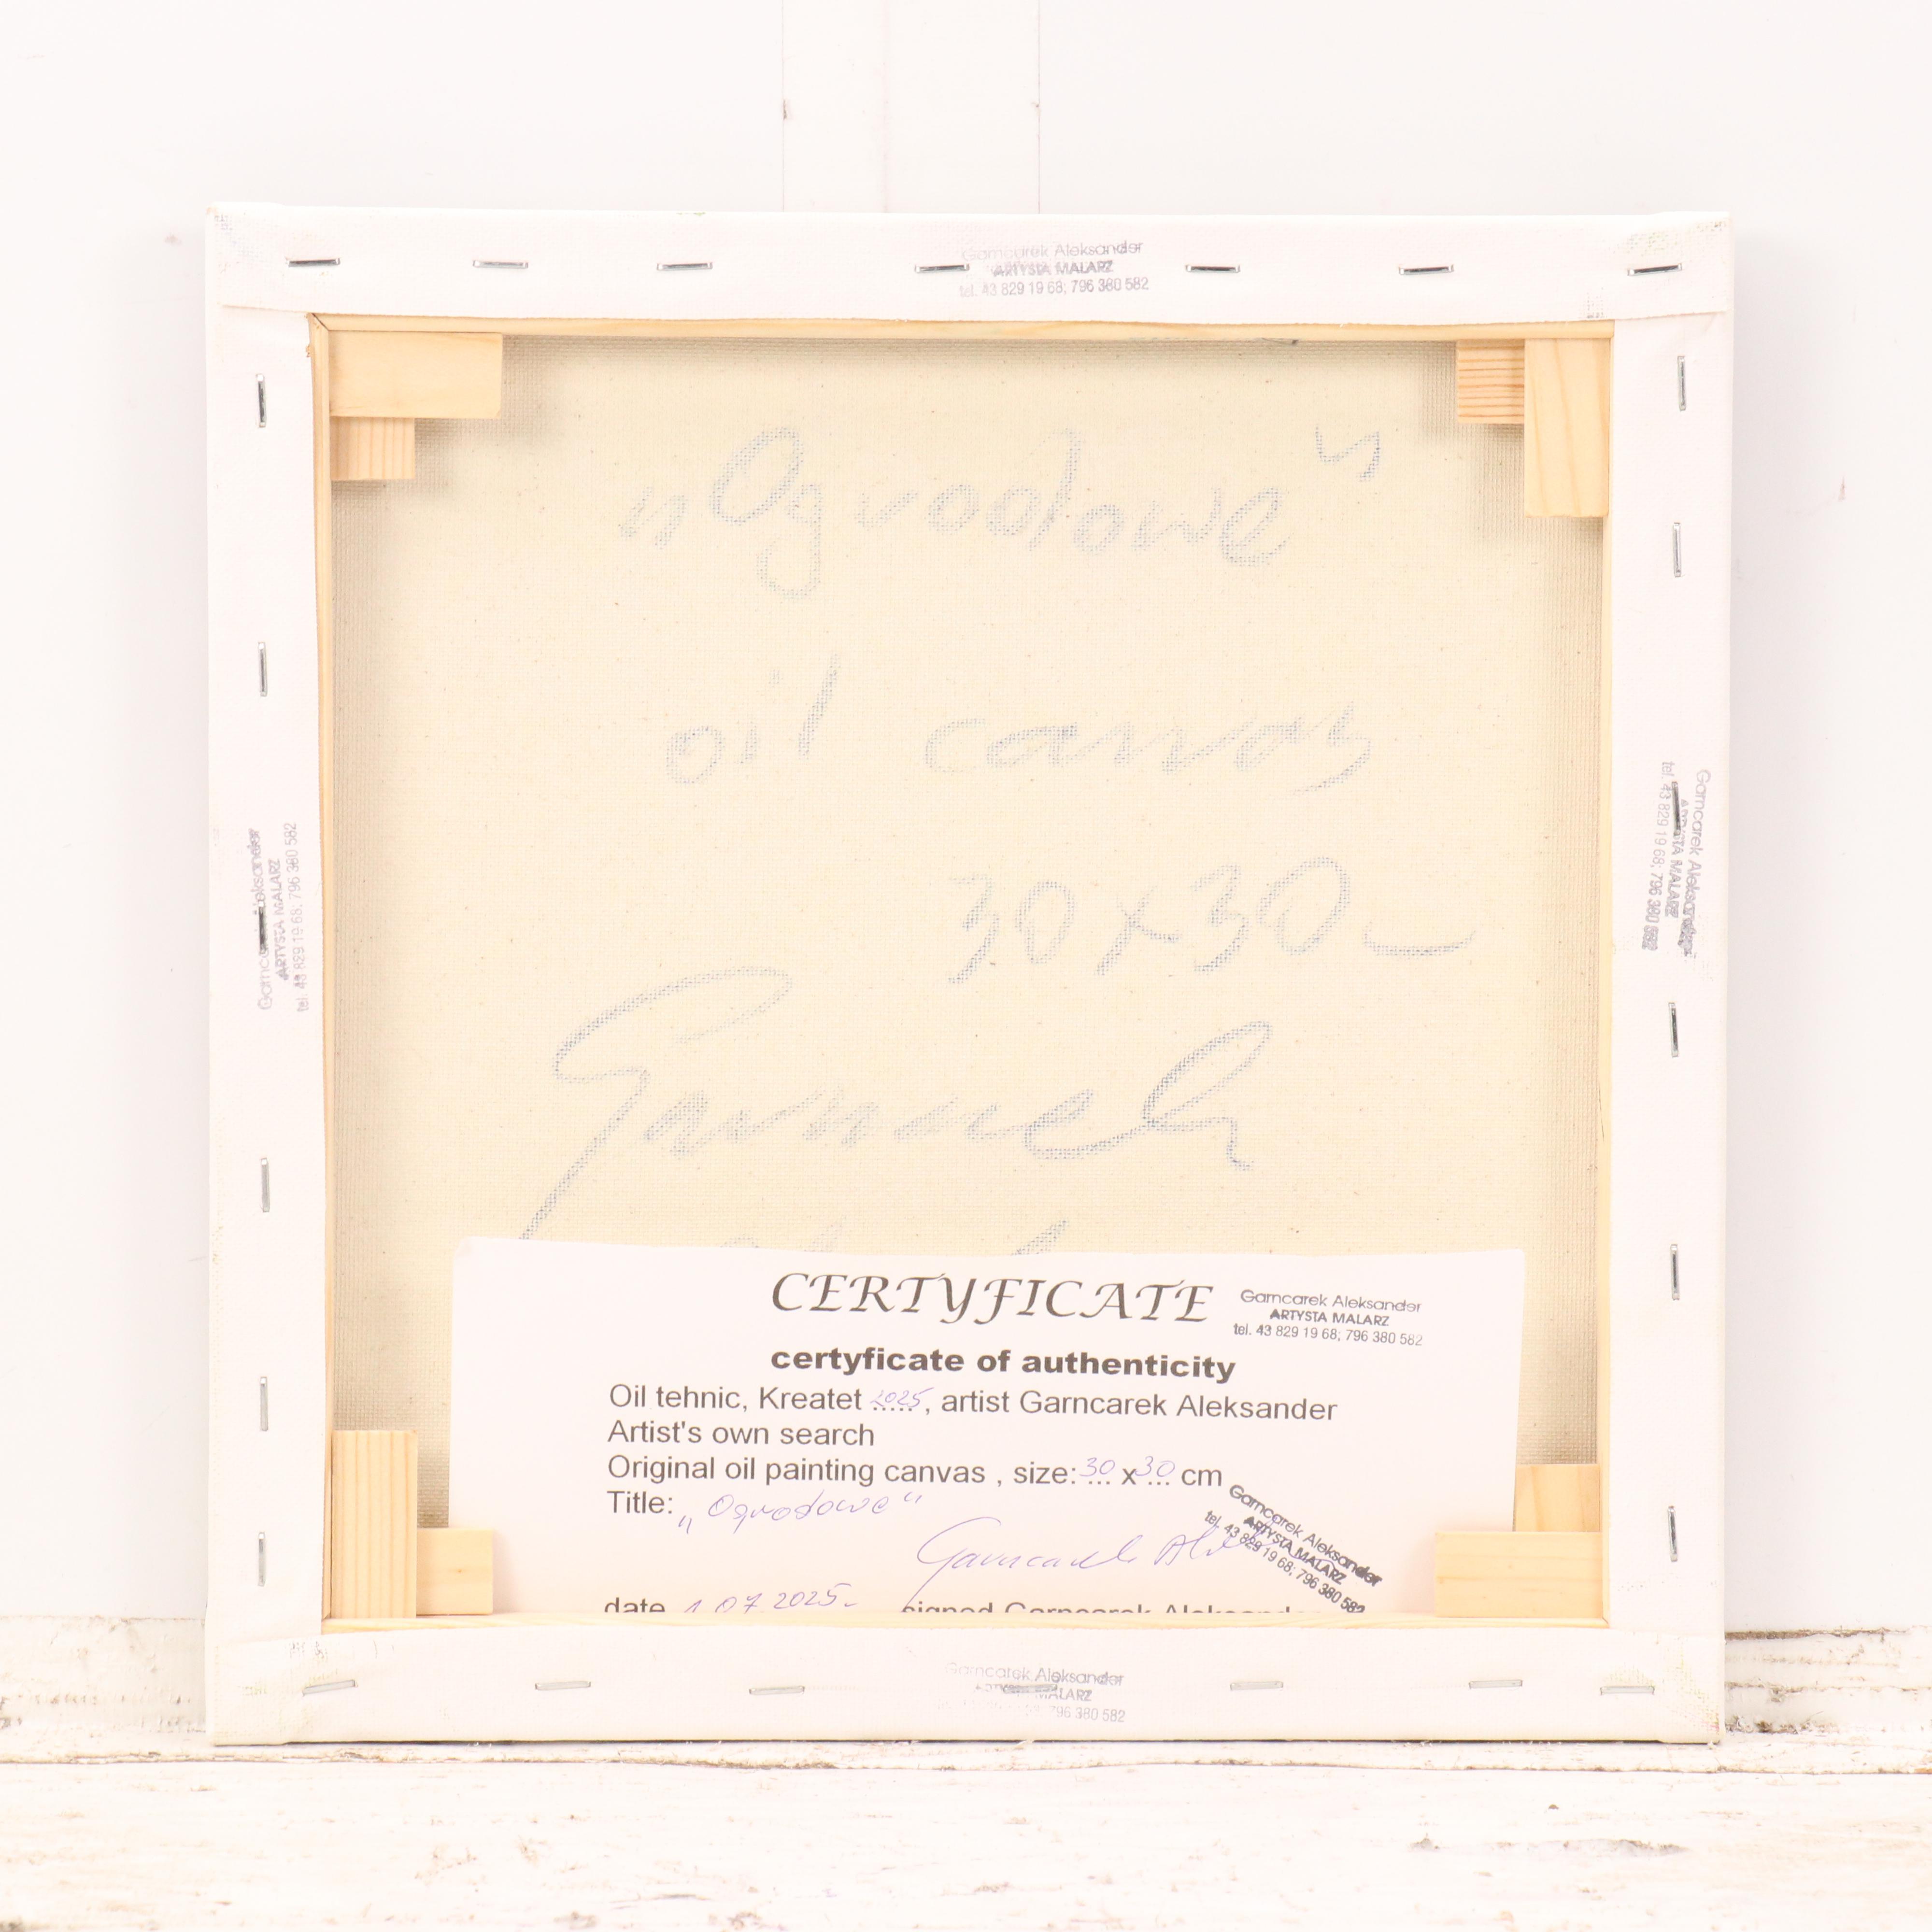 Garncarek Aleksander
ARTYSTA MALARZ
tel. 43 829 19 68; 796 380 582
„Ogrodowe"
oil canvas
30x30
Garncarek
Garncarek Aleksander
ARTYSTA MALARZ
tel. 43 829 19 68; 796 380 582
Garncarek Aleksander
ARTYSTA MALARZ
tel. 43 829 19 68; 796 380 582
CERTYFICATE
Garncarek Aleksander
ARTYSTA MALARZ
tel. 43 829 19 68; 796 380 582
certyficate of authenticity
Oil tehnic, Kreatet 2025, artist Garncarek Aleksander
Artist's own search
Original oil painting canvas , size: 30 x 30 cm
Title: „Ogrodowe"
Garncarek
Garncarek Aleksander
ARTYSTA MALARZ
tel. 43 829 19 68; 796 380 582
date 1.07.2025 signed Garncarek Aleksander
Garncarek Aleksander
ARTYSTA MALARZ
796 380 582